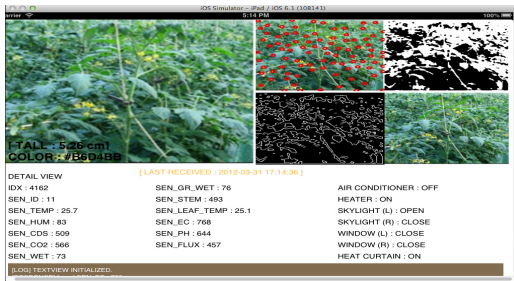 iOS Simulator – iPad / iOS 6.1 (10B141)
arrier 5:14 PM 100%
[ TALL : 5.26 cm]
COLOR : #B6D4BB
[ LAST RECEIVED : 2012-03-31 17:14:36 ]
DETAIL VIEW
IDX : 4162 SEN_GR_WET : 76 AIR CONDITIONER : OFF
SEN_ID : 11 SEN_STEM : 493 HEATER : ON
SEN_TEMP : 25.7 SEN_LEAF_TEMP : 25.1 SKYLIGHT (L) : OPEN
SEN_HUM : 83 SEN_EC : 768 SKYLIGHT (R) : CLOSE
SEN_CDS : 509 SEN_PH : 644 WINDOW (L) : CLOSE
SEN_CO2 : 566 SEN_FLUX : 457 WINDOW (R) : CLOSE
SEN_WET : 73 HEAT CURTAIN : ON
[LOG] TEXTVIEW INITIALIZED.